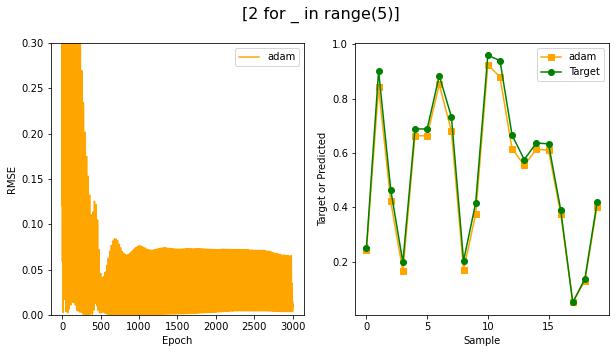 [2 for _ in range(5)]
0.30
0.25
0.20
0.15
0.10
0.05
0.00
RMSE
0
500
1000
1500
2000
2500
3000
Epoch
adam
1.0
0.8
0.6
0.4
0.2
Target or Predicted
0
5
10
15
Sample
adam
Target